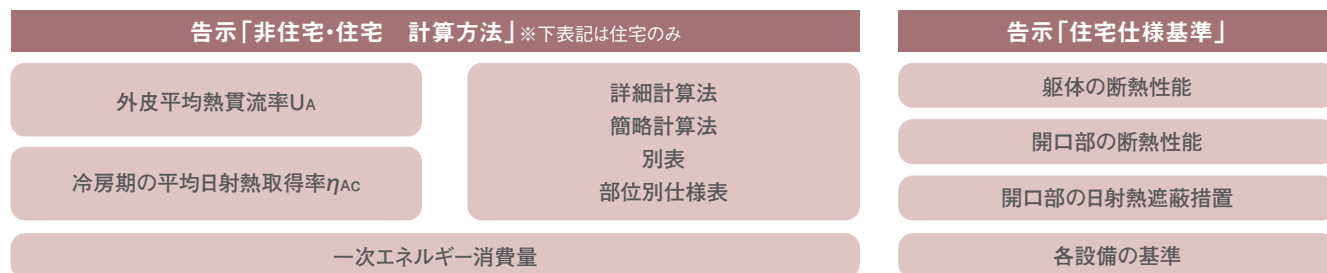 告示「非住宅・住宅　計算方法」※下表記は住宅のみ
外皮平均熱貫流率UA
冷房期の平均日射熱取得率ηAC
詳細計算法
簡略計算法
別表
部位別仕様表
一次エネルギー消費量
告示「住宅仕様基準」
躯体の断熱性能
開口部の断熱性能
開口部の日射熱遮蔽措置
各設備の基準